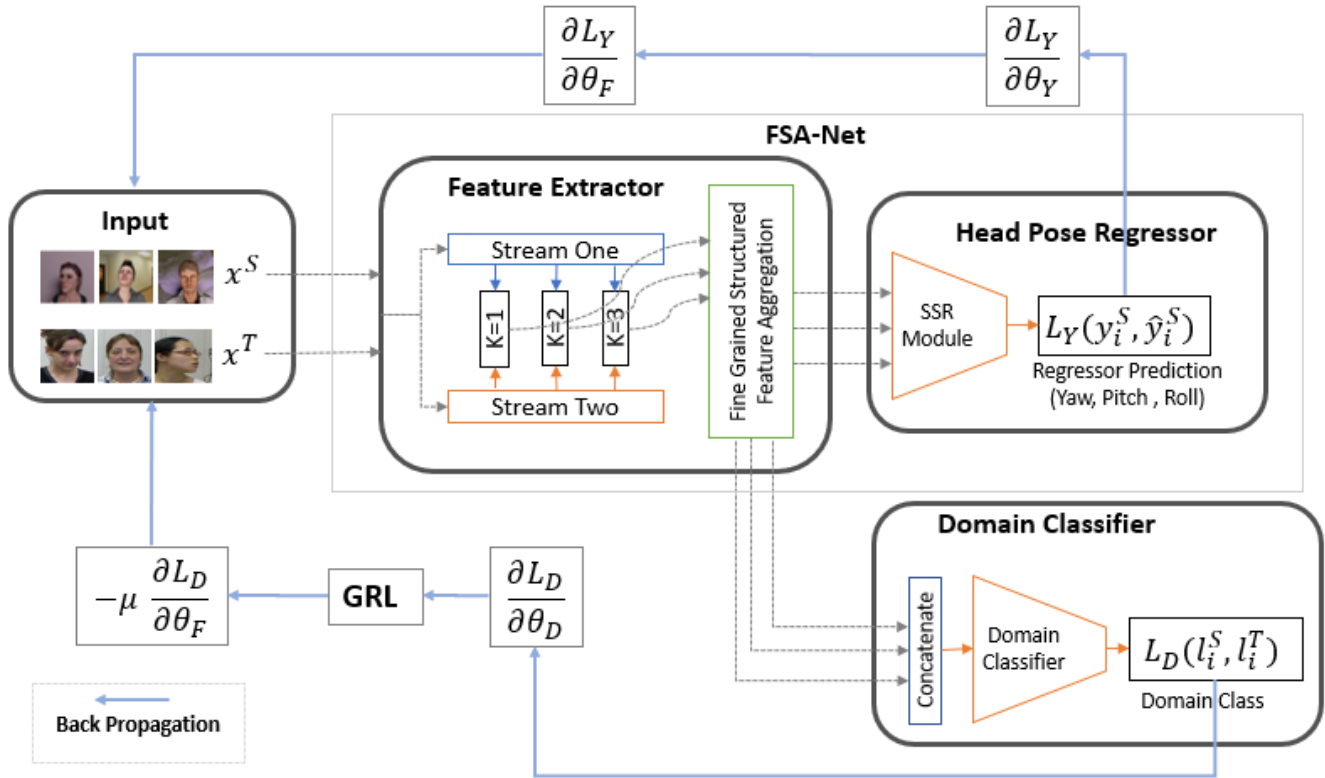 ∂L_Y / ∂θ_F
∂L_Y / ∂θ_Y
FSA-Net
Input
x^S
x^T
Feature Extractor
Stream One
K=1
K=2
K=3
Stream Two
Fine Grained Structured
Feature Aggregation
Head Pose Regressor
SSR
Module
L_Y(y_i^S, ŷ_i^S)
Regressor Prediction
(Yaw, Pitch , Roll)
Domain Classifier
Concatenate
Domain
Classifier
L_D(l_i^S, l_i^T)
Domain Class
−μ ∂L_D / ∂θ_F
GRL
∂L_D / ∂θ_D
Back Propagation